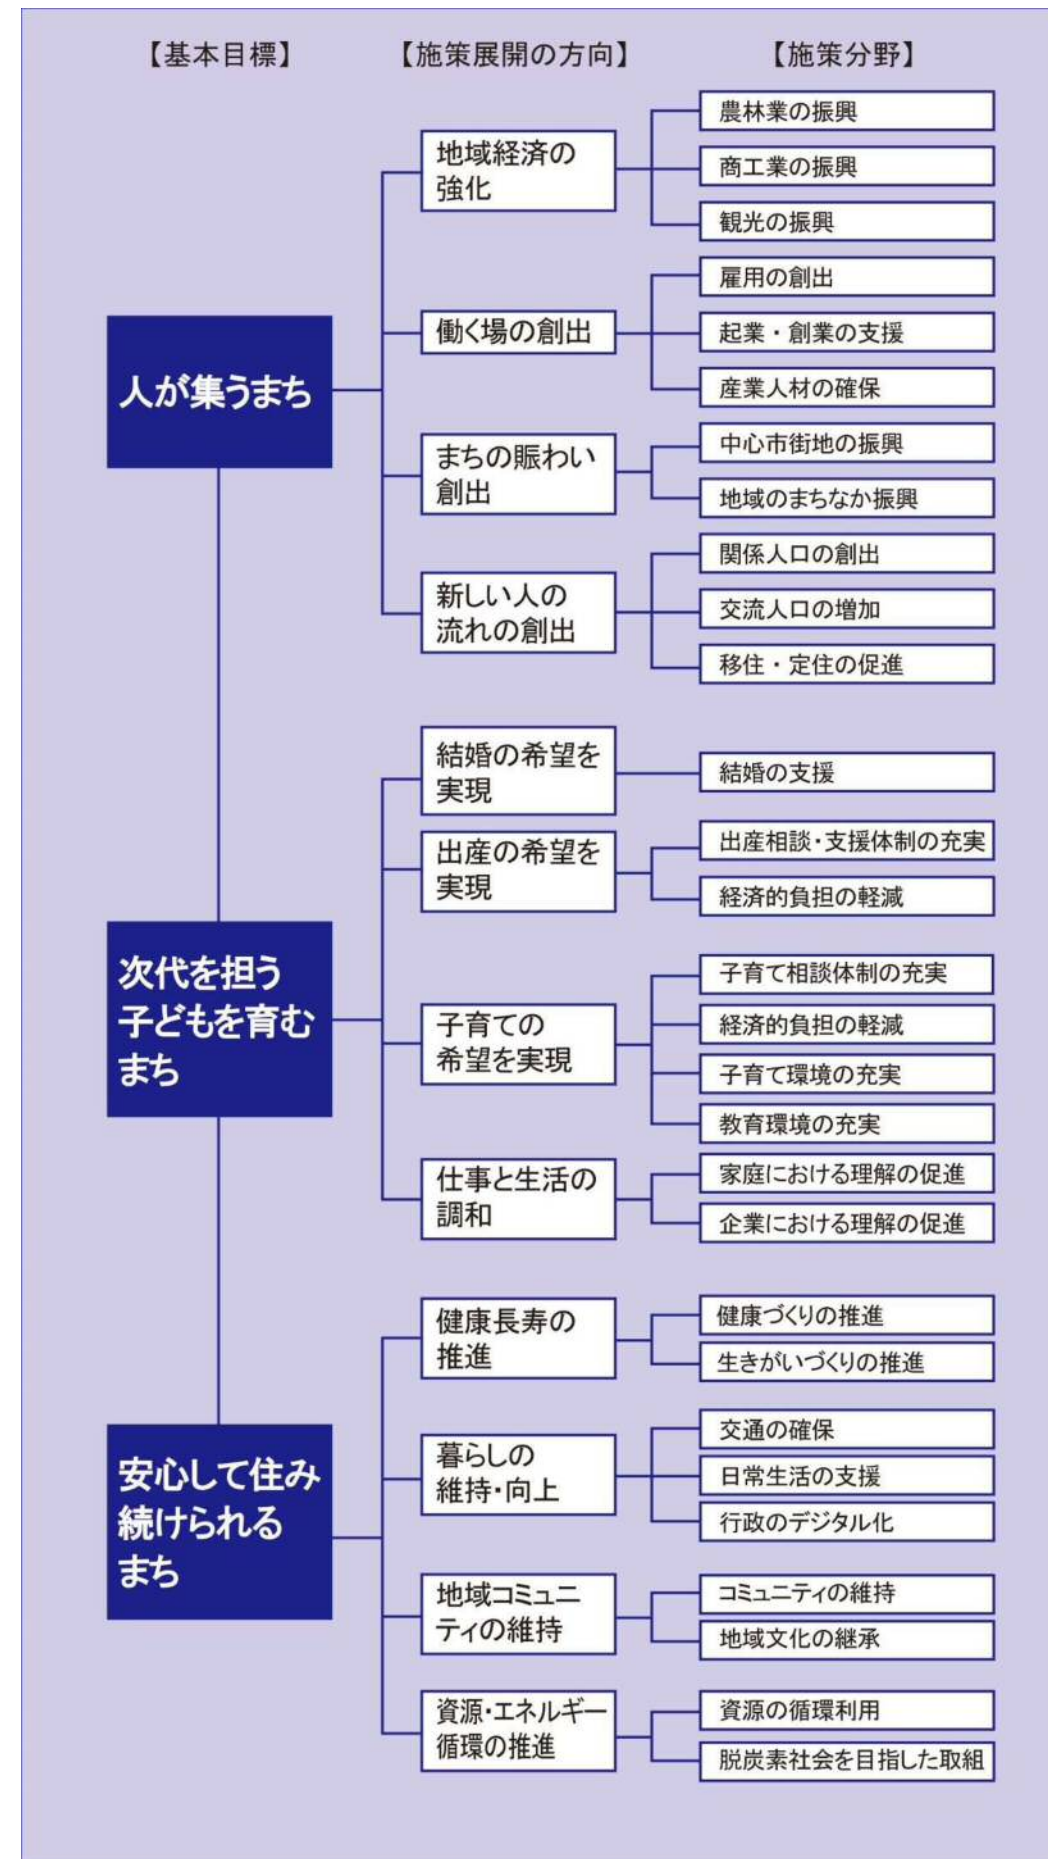 【基本目標】
【施策展開の方向】
【施策分野】
人が集うまち
地域経済の
強化
農林業の振興
商工業の振興
観光の振興
働く場の創出
雇用の創出
起業・創業の支援
産業人材の確保
まちの賑わい
創出
中心市街地の振興
地域のまちなか振興
新しい人の
流れの創出
関係人口の創出
交流人口の増加
移住・定住の促進
次代を担う
子どもを育む
まち
結婚の希望を
実現
結婚の支援
出産の希望を
実現
出産相談・支援体制の充実
経済的負担の軽減
子育ての
希望を実現
子育て相談体制の充実
経済的負担の軽減
子育て環境の充実
教育環境の充実
仕事と生活の
調和
家庭における理解の促進
企業における理解の促進
安心して住み
続けられる
まち
健康長寿の
推進
健康づくりの推進
生きがいづくりの推進
暮らしの
維持・向上
交通の確保
日常生活の支援
行政のデジタル化
地域コミュニ
ティの維持
コミュニティの維持
地域文化の継承
資源・エネルギー
循環の推進
資源の循環利用
脱炭素社会を目指した取組